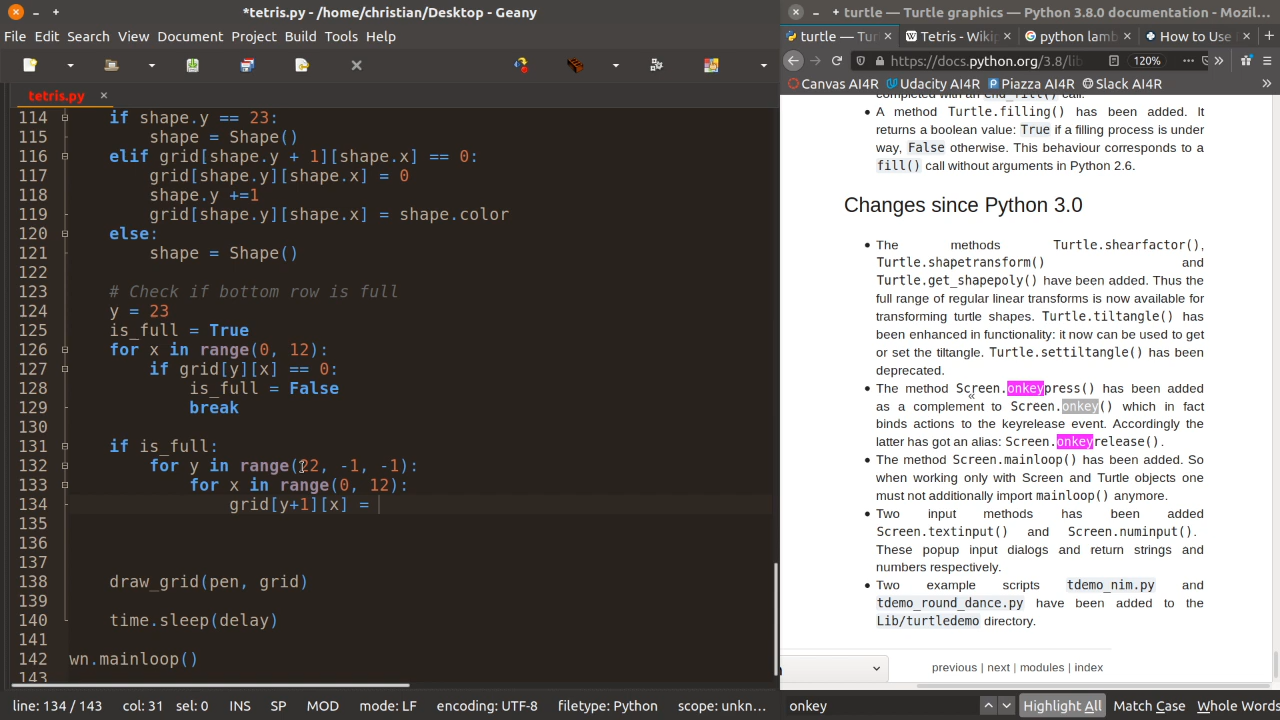 *tetris.py - /home/christian/Desktop - Geany
File Edit Search View Document Project Build Tools Help
tetris.py ×
114 if shape.y == 23:
115 shape = Shape()
116 elif grid[shape.y + 1][shape.x] == 0:
117 grid[shape.y][shape.x] = 0
118 shape.y +=1
119 grid[shape.y][shape.x] = shape.color
120 else:
121 shape = Shape()
122
123 # Check if bottom row is full
124 y = 23
125 is_full = True
126 for x in range(0, 12):
127 if grid[y][x] == 0:
128 is_full = False
129 break
130
131 if is_full:
132 for y in range(22, -1, -1):
133 for x in range(0, 12):
134 grid[y+1][x] =
135
136
137
138 draw_grid(pen, grid)
139
140 time.sleep(delay)
141
142 wn.mainloop()
143
line: 134 / 143 col: 31 sel: 0 INS SP MOD mode: LF encoding: UTF-8 filetype: Python scope: unkn...
turtle — Turtle graphics — Python 3.8.0 documentation - Mozil...
turtle — Tur × Tetris - Wikip × python lamb × How to Use ×
https://docs.python.org/3.8/lib 120%
Canvas AI4R Udacity AI4R Piazza AI4R Slack AI4R
A method Turtle.filling() has been added. It
returns a boolean value: True if a filling process is under
way, False otherwise. This behaviour corresponds to a
fill() call without arguments in Python 2.6.
Changes since Python 3.0
The methods Turtle.shearfactor(),
Turtle.shapetransform() and
Turtle.get_shapepoly() have been added. Thus the
full range of regular linear transforms is now available for
transforming turtle shapes. Turtle.tiltangle() has
been enhanced in functionality: it now can be used to get
or set the tiltangle. Turtle.settiltangle() has been
deprecated.
The method Screen.onkeypress() has been added
as a complement to Screen.onkey() which in fact
binds actions to the keyrelease event. Accordingly the
latter has got an alias: Screen.onkeyrelease().
The method Screen.mainloop() has been added. So
when working only with Screen and Turtle objects one
must not additionally import mainloop() anymore.
Two input methods has been added
Screen.textinput() and Screen.numinput().
These popup input dialogs and return strings and
numbers respectively.
Two example scripts tdemo_nim.py and
tdemo_round_dance.py have been added to the
Lib/turtledemo directory.
previous | next | modules | index
onkey Highlight All Match Case Whole Words